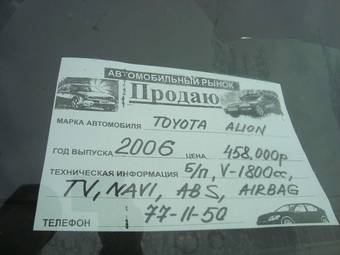 АВТОМОБИЛЬНЫЙ РЫНОК
Продаю
МАРКА АВТОМОБИЛЯ TOYOTA ALION
ГОД ВЫПУСКА 2006 ЦЕНА 458.000р
ТЕХНИЧЕСКАЯ ИНФОРМАЦИЯ б/п, V-1800cc,
TV, NAVI, ABS, AIRBAG
ТЕЛЕФОН 77-11-50